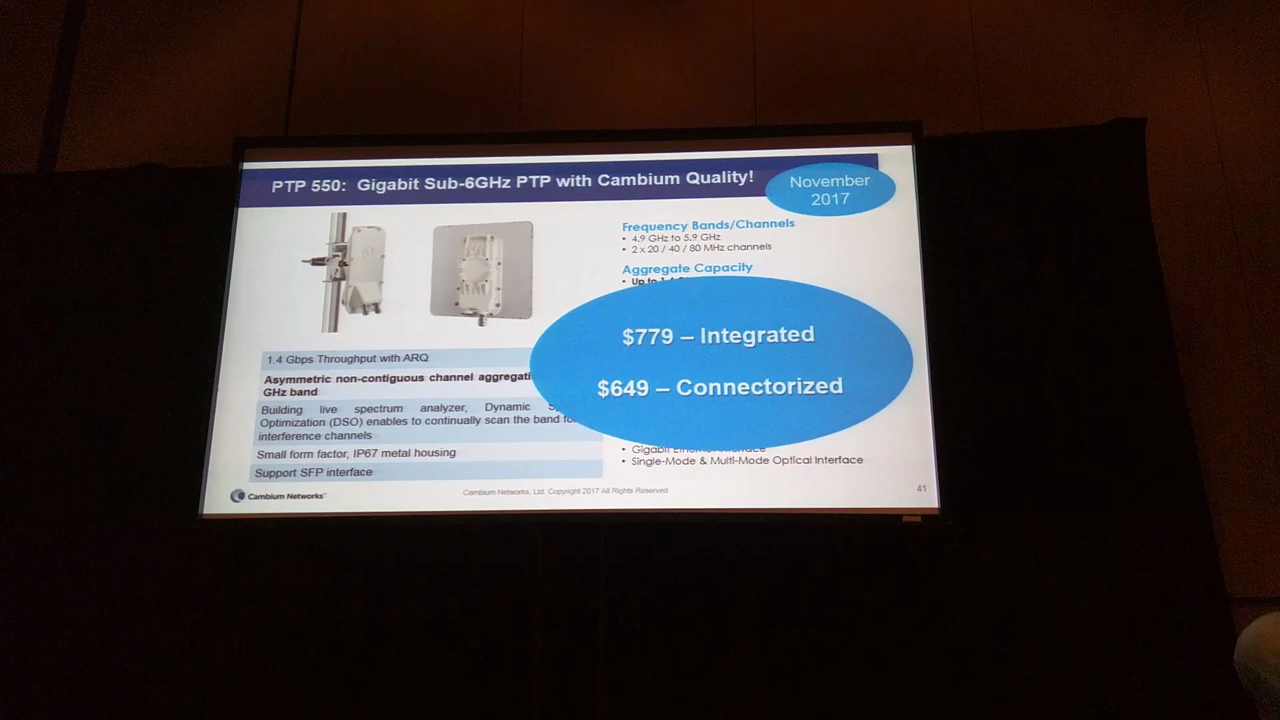 PTP 550: Gigabit Sub-6GHz PTP with Cambium Quality!
November
2017
Frequency Bands/Channels
• 4.9 GHz to 5.9 GHz
• 2 x 20 / 40 / 80 MHz channels
Aggregate Capacity
• Up to
$779 – Integrated
$649 – Connectorized
• Gigabit
• Single-Mode & Multi-Mode Optical Interface
1.4 Gbps Throughput with ARQ
Asymmetric non-contiguous channel
GHz band
Building live spectrum analyzer, Dynamic
Optimization (DSO) enables to continually scan the band
interference channels
Small form factor, IP67 metal housing
Support SFP interface
Cambium Networks
Cambium Networks, Ltd. Copyright 2017 All Rights Reserved
41